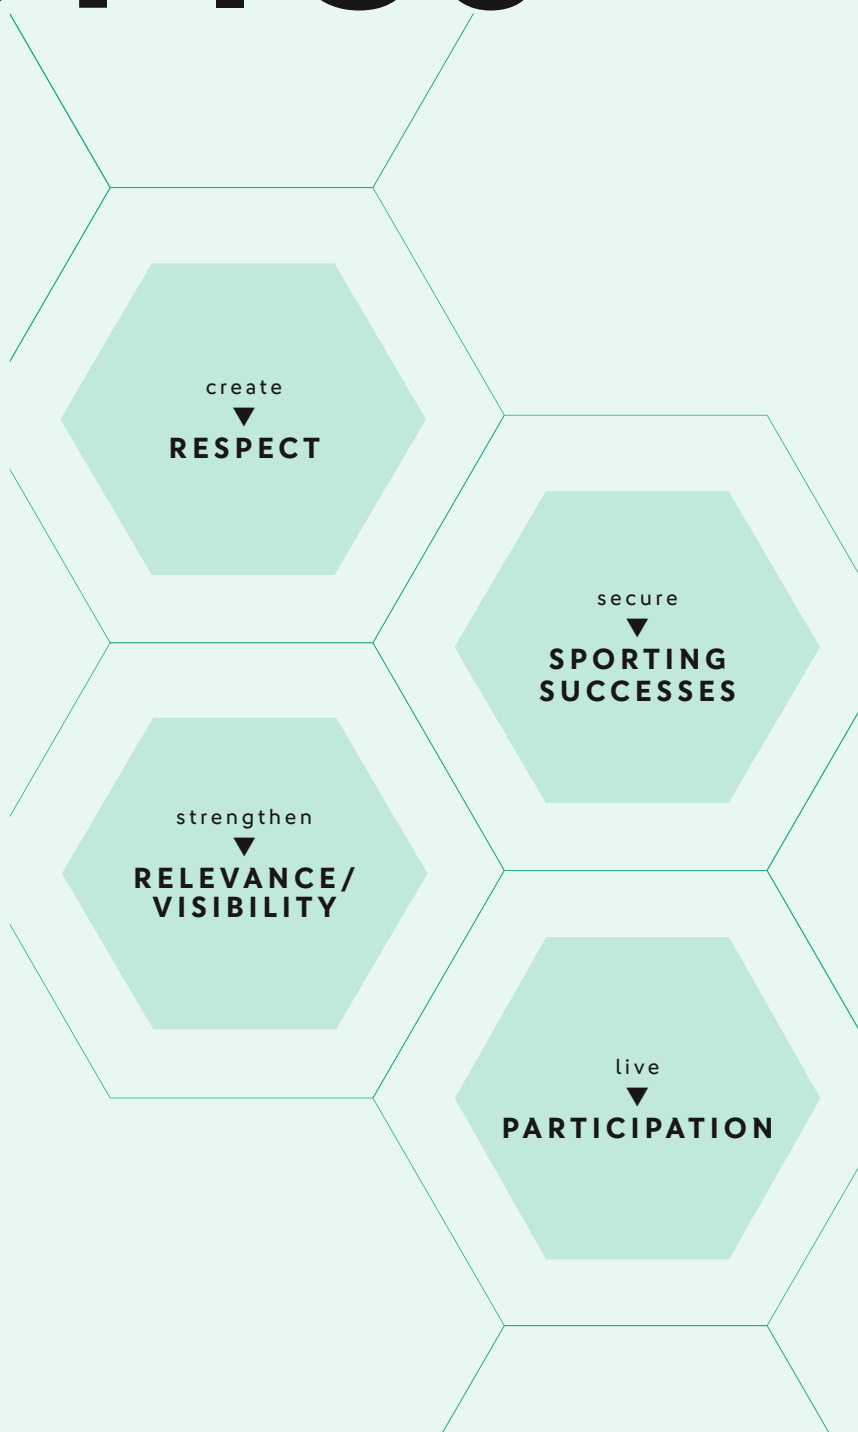 create
RESPECT
secure
SPORTING
SUCCESSES
strengthen
RELEVANCE/
VISIBILITY
live
PARTICIPATION